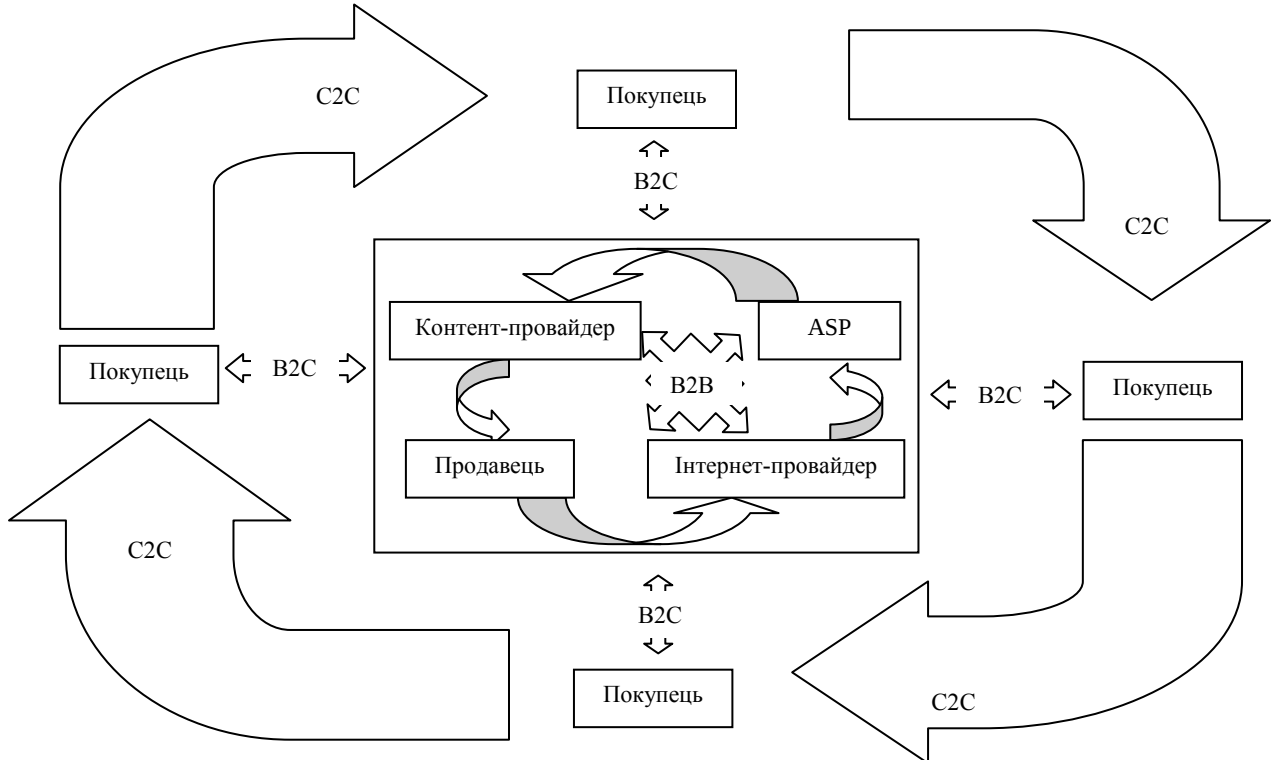 C2C
Покупець
B2C
C2C
Контент-провайдер
ASP
Покупець
B2C
B2B
B2C
Покупець
Продавець
Інтернет-провайдер
C2C
B2C
Покупець
C2C